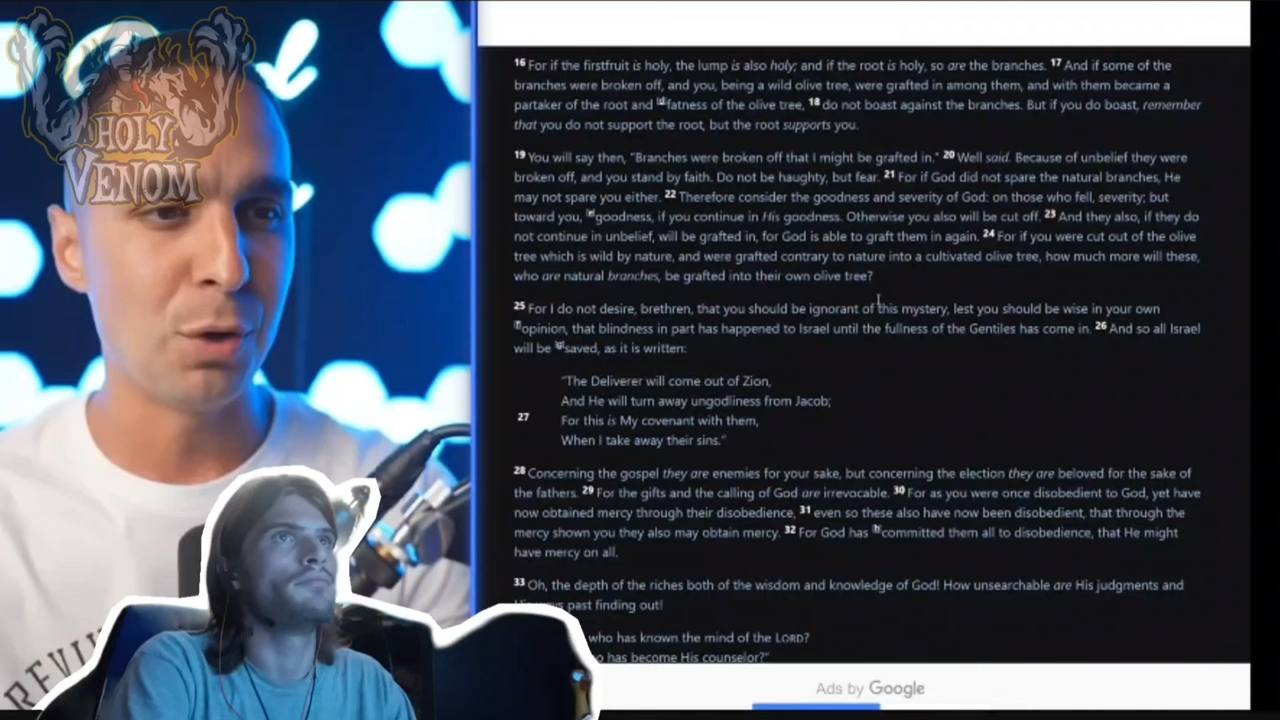 HOLY
VENOM
16 For if the firstfruit is holy, the lump is also holy; and if the root is holy, so are the branches. 17 And if some of the
branches were broken off, and you, being a wild olive tree, were grafted in among them, and with them became a
partaker of the root and fatness of the olive tree, 18 do not boast against the branches. But if you do boast, remember
that you do not support the root, but the root supports you.
19 You will say then, "Branches were broken off that I might be grafted in." 20 Well said. Because of unbelief they were
broken off, and you stand by faith. Do not be haughty, but fear. 21 For if God did not spare the natural branches, He
may not spare you either. 22 Therefore consider the goodness and severity of God: on those who fell, severity; but
toward you, goodness, if you continue in His goodness. Otherwise you also will be cut off. 23 And they also, if they do
not continue in unbelief, will be grafted in, for God is able to graft them in again. 24 For if you were cut out of the olive
tree which is wild by nature, and were grafted contrary to nature into a cultivated olive tree, how much more will these,
who are natural branches, be grafted into their own olive tree?
25 For I do not desire, brethren, that you should be ignorant of this mystery, lest you should be wise in your own
opinion, that blindness in part has happened to Israel until the fullness of the Gentiles has come in. 26 And so all Israel
will be saved, as it is written:
"The Deliverer will come out of Zion,
And He will turn away ungodliness from Jacob;
27 For this is My covenant with them,
When I take away their sins."
28 Concerning the gospel they are enemies for your sake, but concerning the election they are beloved for the sake of
the fathers. 29 For the gifts and the calling of God are irrevocable. 30 For as you were once disobedient to God, yet have
now obtained mercy through their disobedience, 31 even so these also have now been disobedient, that through the
mercy shown you they also may obtain mercy. 32 For God has committed them all to disobedience, that He might
have mercy on all.
33 Oh, the depth of the riches both of the wisdom and knowledge of God! How unsearchable are His judgments and
past finding out!
who has known the mind of the LORD?
has become His counselor?"
Ads by Google